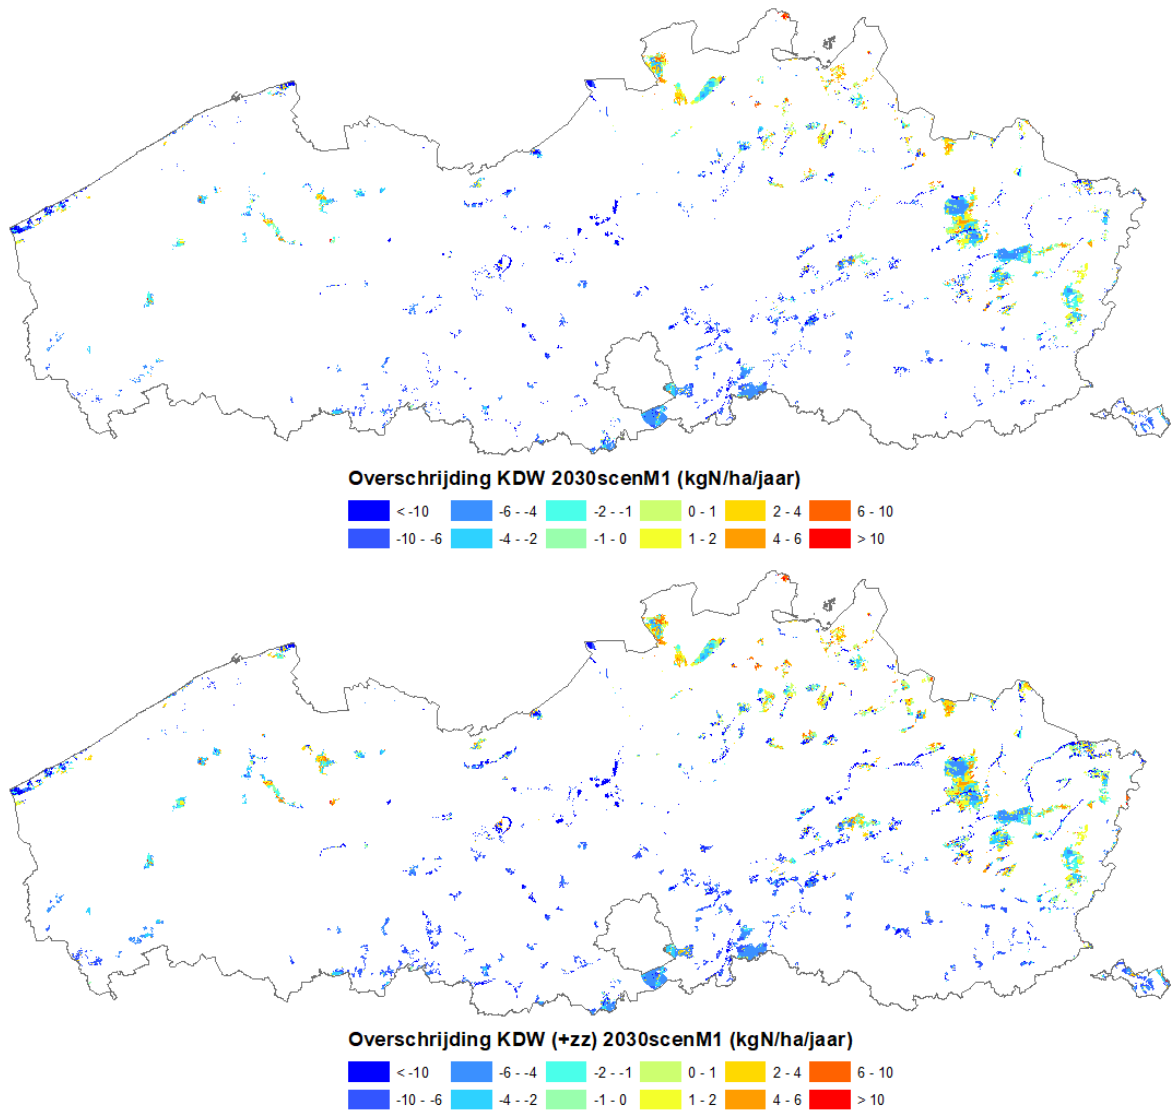 Overschrijding KDW 2030scenM1 (kgN/ha/jaar)
< -10 -6 - -4 -2 - -1 0 - 1 2 - 4 6 - 10
-10 - -6 -4 - -2 -1 - 0 1 - 2 4 - 6 > 10
Overschrijding KDW (+zz) 2030scenM1 (kgN/ha/jaar)
< -10 -6 - -4 -2 - -1 0 - 1 2 - 4 6 - 10
-10 - -6 -4 - -2 -1 - 0 1 - 2 4 - 6 > 10